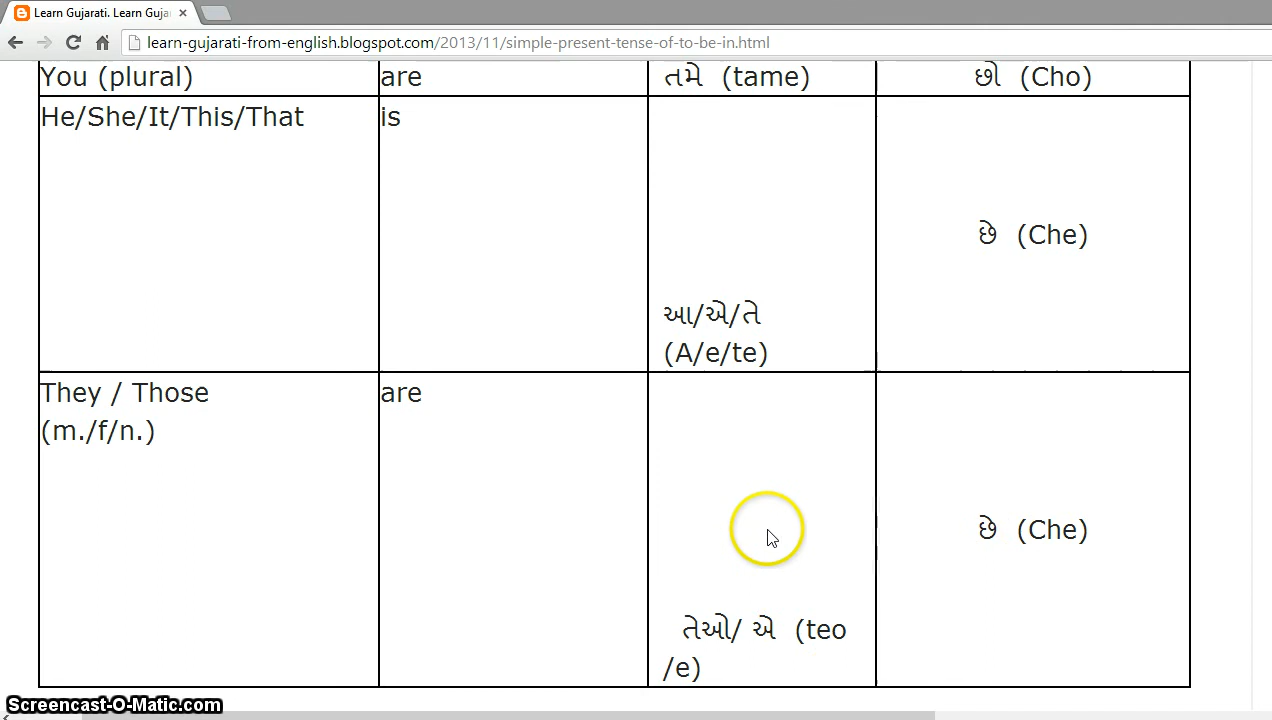 Learn Gujarati. Learn Guja
learn-gujarati-from-english.blogspot.com/2013/11/simple-present-tense-of-to-be-in.html
You (plural) are તમે (tame) છો (Cho)
He/She/It/This/That is
છે (Che)
આ/એ/તે
(A/e/te)
They / Those are
(m./f/n.)
છે (Che)
તેઓ/ એ (teo
/e)
Screencast-O-Matic.com